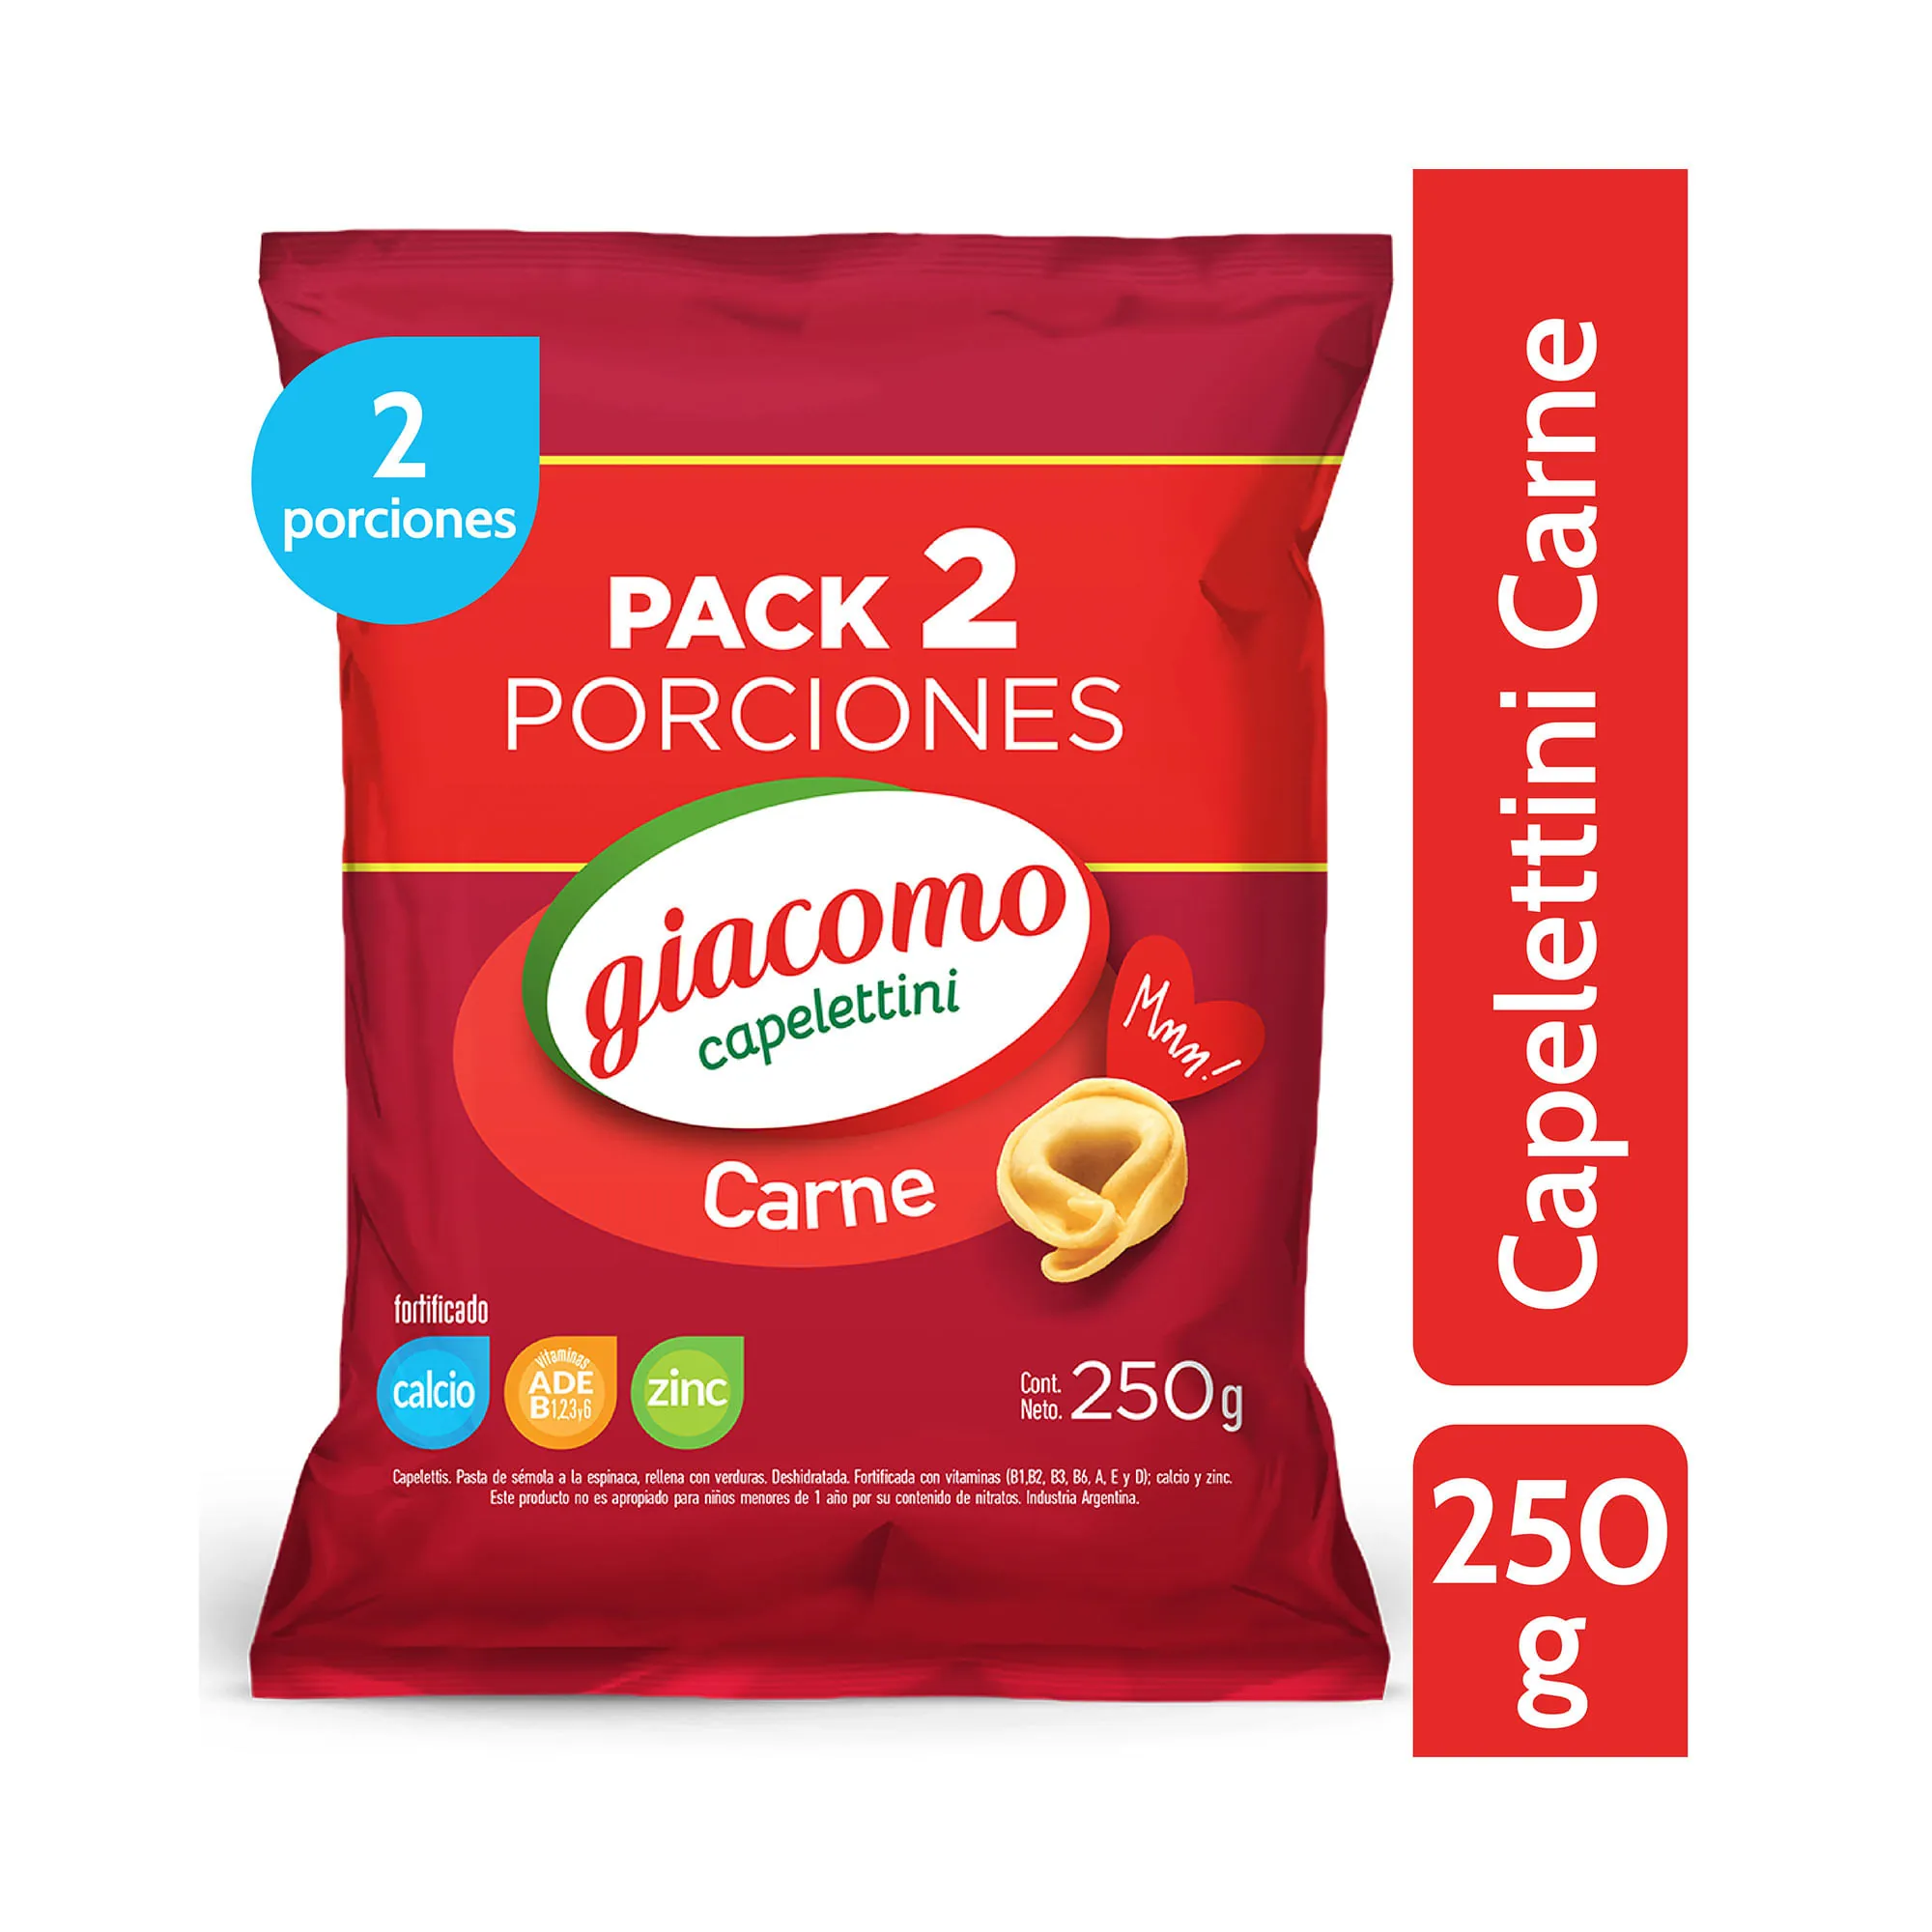 2
porciones
PACK 2
PORCIONES
giacomo
capelettini
Mmm!
Carne
fortificado
calcio
Vitaminas
ADE
B1,2,3y6
zinc
Cont.
Neto. 250g
Capelettis. Pasta de sémola a la espinaca, rellena con verduras. Deshidratada. Fortificada con vitaminas (B1,B2, B3, B6, A, E y D); calcio y zinc.
Este producto no es apropiado para niños menores de 1 año por su contenido de nitratos. Industria Argentina.
Capelettini Carne
250
g